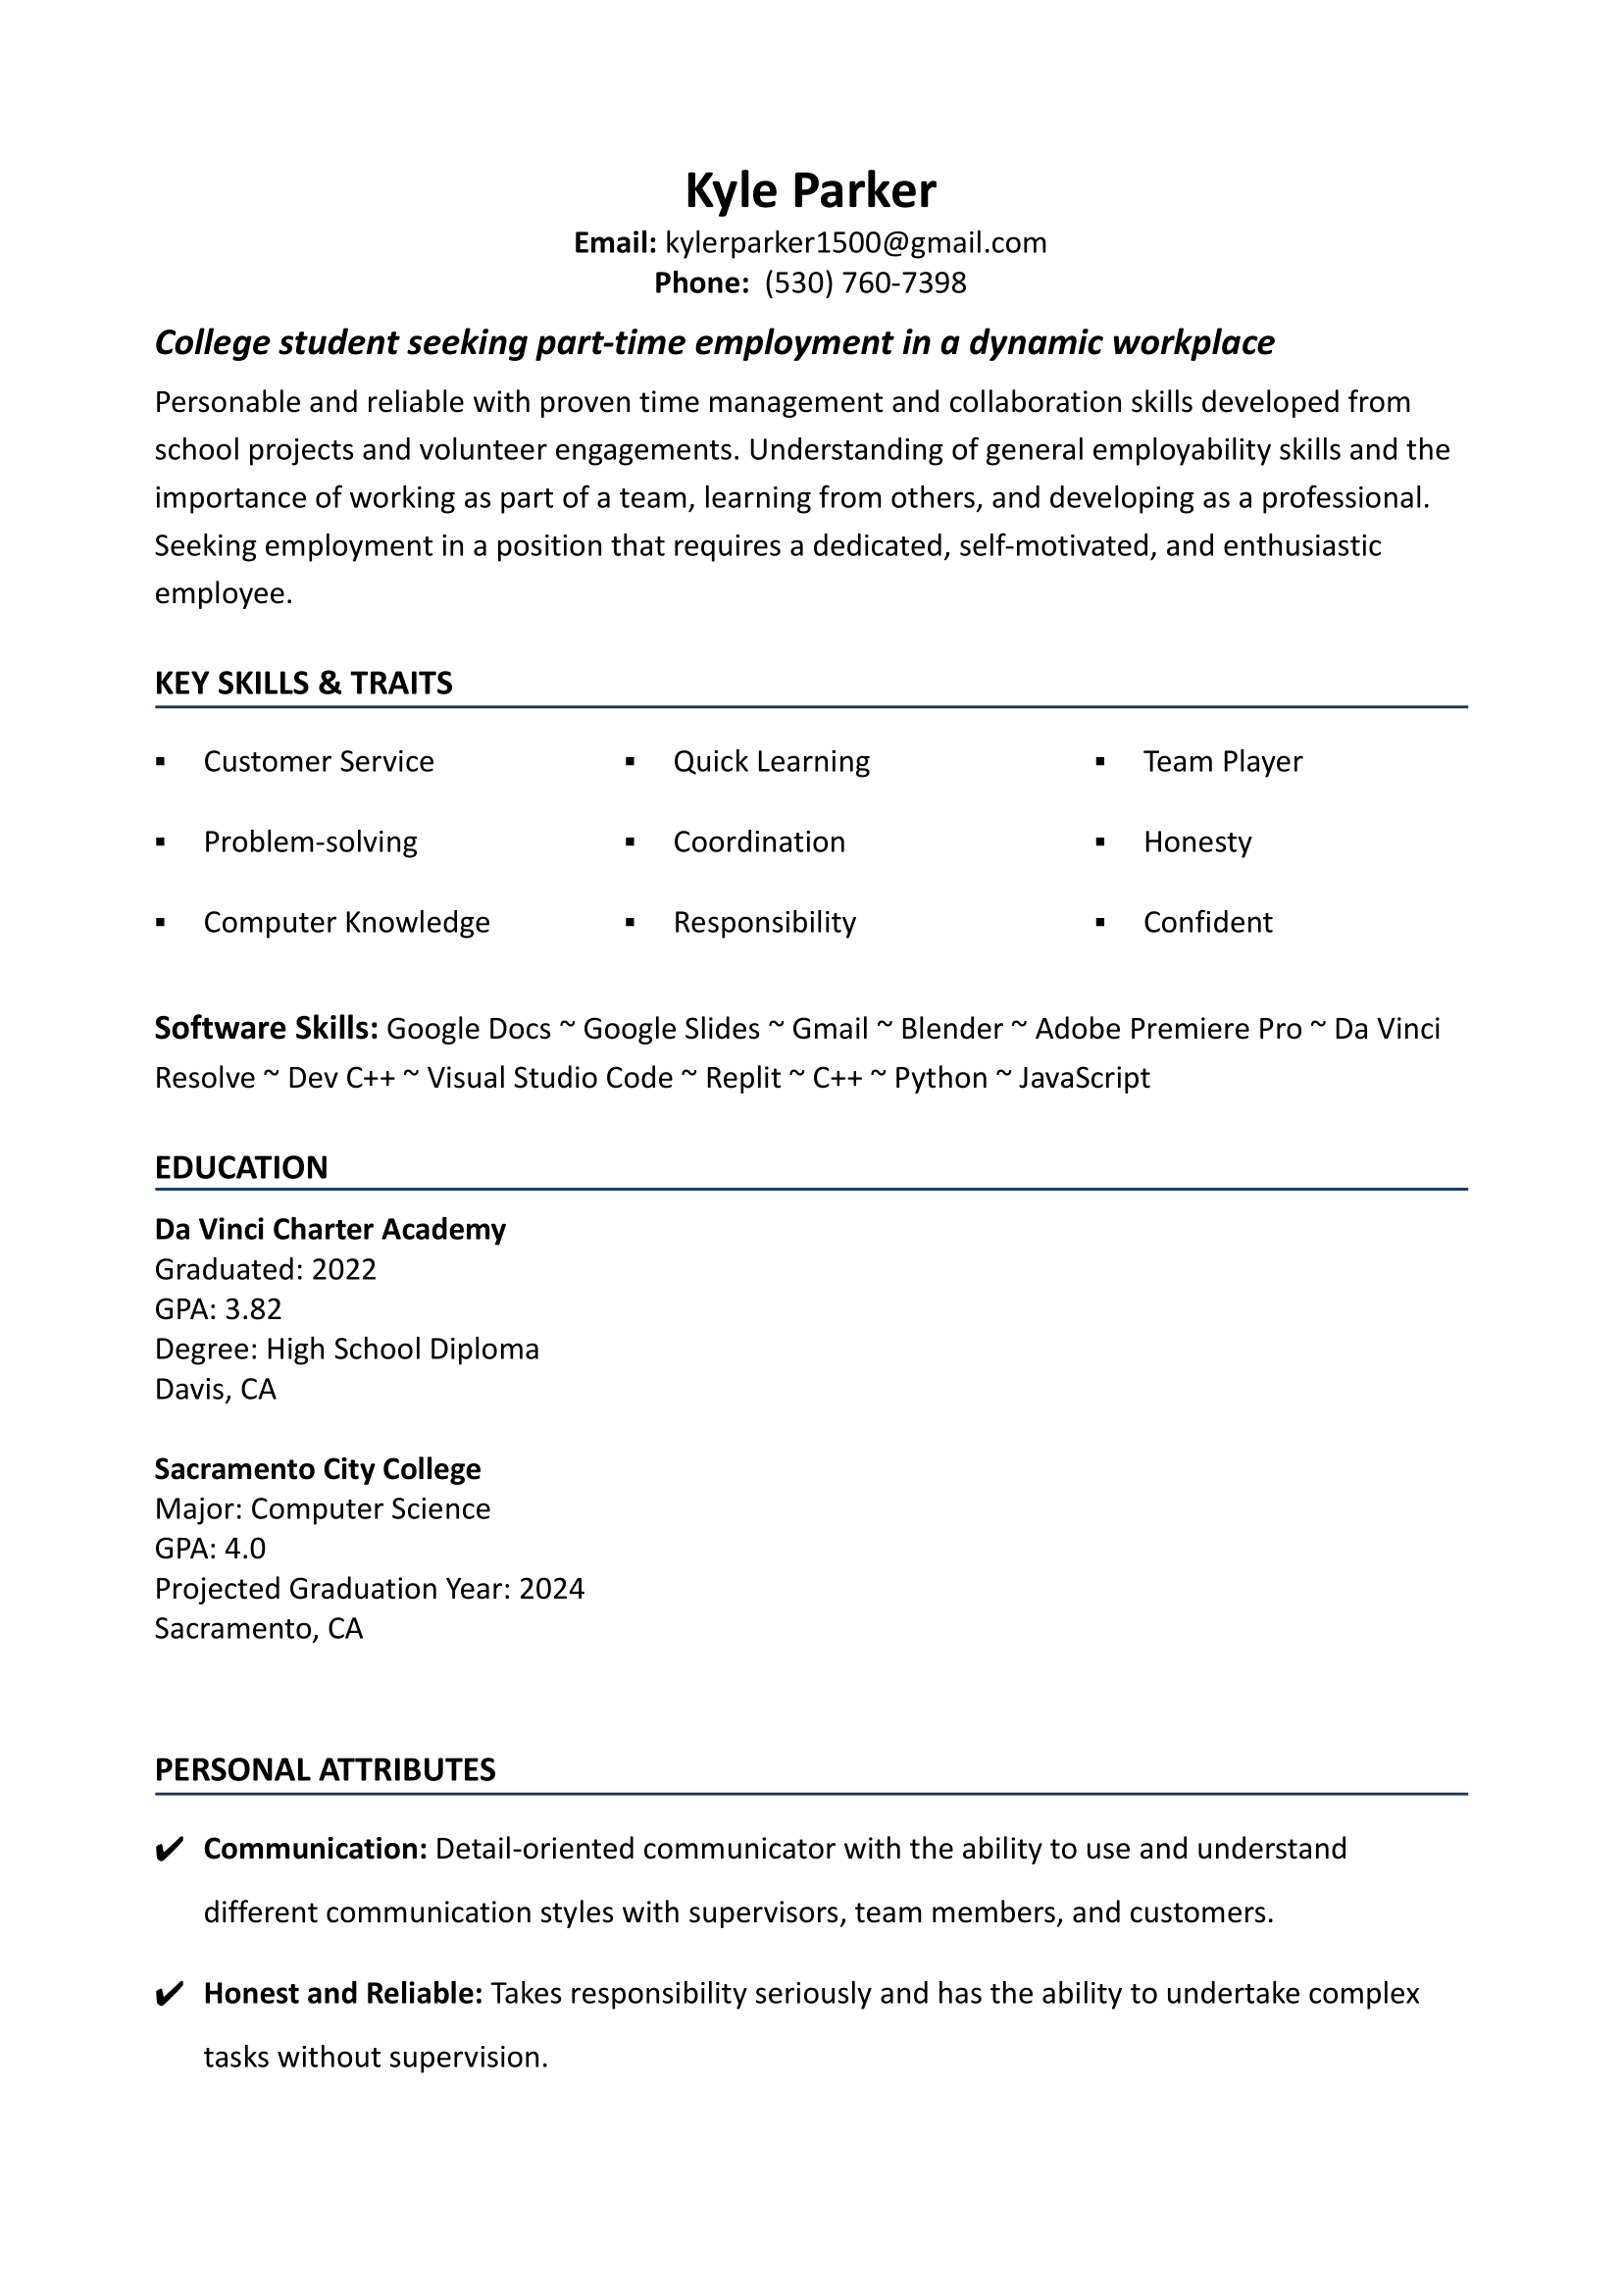 Kyle Parker
Email: kylerparker1500@gmail.com
Phone: (530) 760-7398
College student seeking part-time employment in a dynamic workplace
Personable and reliable with proven time management and collaboration skills developed from
school projects and volunteer engagements. Understanding of general employability skills and the
importance of working as part of a team, learning from others, and developing as a professional.
Seeking employment in a position that requires a dedicated, self-motivated, and enthusiastic
employee.
KEY SKILLS & TRAITS
▪ Customer Service ▪ Quick Learning ▪ Team Player
▪ Problem-solving ▪ Coordination ▪ Honesty
▪ Computer Knowledge ▪ Responsibility ▪ Confident
Software Skills: Google Docs ~ Google Slides ~ Gmail ~ Blender ~ Adobe Premiere Pro ~ Da Vinci
Resolve ~ Dev C++ ~ Visual Studio Code ~ Replit ~ C++ ~ Python ~ JavaScript
EDUCATION
Da Vinci Charter Academy
Graduated: 2022
GPA: 3.82
Degree: High School Diploma
Davis, CA
Sacramento City College
Major: Computer Science
GPA: 4.0
Projected Graduation Year: 2024
Sacramento, CA
PERSONAL ATTRIBUTES
✔ Communication: Detail-oriented communicator with the ability to use and understand
different communication styles with supervisors, team members, and customers.
✔ Honest and Reliable: Takes responsibility seriously and has the ability to undertake complex
tasks without supervision.